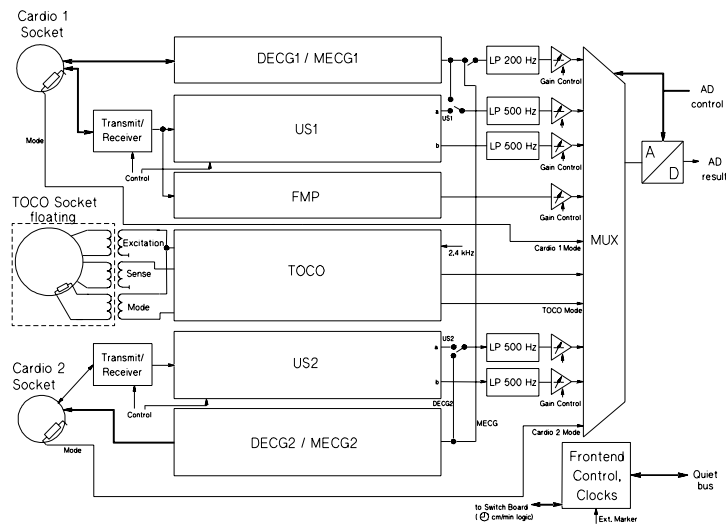 Cardio 1
Socket
DECG1 / MECG1
LP 200 Hz
Gain Control
AD
control
Transmit/
Receiver
US1
a
US1
b
LP 500 Hz
LP 500 Hz
Gain Control
A
D
AD
result
Mode
Control
FMP
Gain Control
MUX
TOCO Socket
floating
Excitation
Sense
Mode
TOCO
2,4 kHz
Cardio 1 Mode
TOCO Mode
Transmit/
Receiver
US2
a
US2
b
LP 500 Hz
LP 500 Hz
Gain Control
Cardio 2
Socket
Control
DECG2
DECG2 / MECG2
MECG
Cardio 2 Mode
Mode
Frontend
Control,
Clocks
Quiet
bus
to Switch Board
( cm/min logic)
Ext. Marker